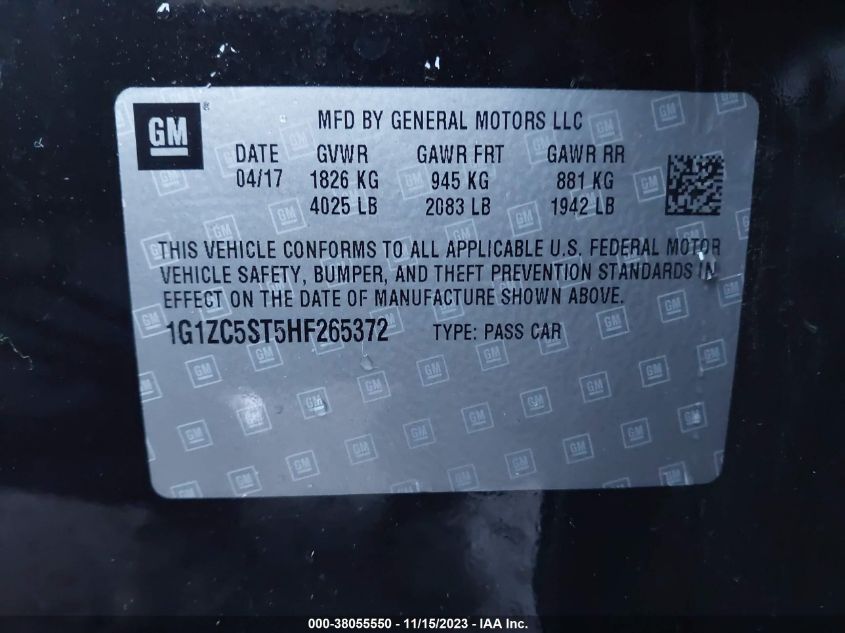 GM
MFD BY GENERAL MOTORS LLC
DATE GVWR GAWR FRT GAWR RR
04/17 1826 KG 945 KG 881 KG
4025 LB 2083 LB 1942 LB
THIS VEHICLE CONFORMS TO ALL APPLICABLE U.S. FEDERAL MOTOR
VEHICLE SAFETY, BUMPER, AND THEFT PREVENTION STANDARDS IN
EFFECT ON THE DATE OF MANUFACTURE SHOWN ABOVE.
1G1ZC5ST5HF265372 TYPE: PASS CAR
000-38055550 - 11/15/2023 - IAA Inc.